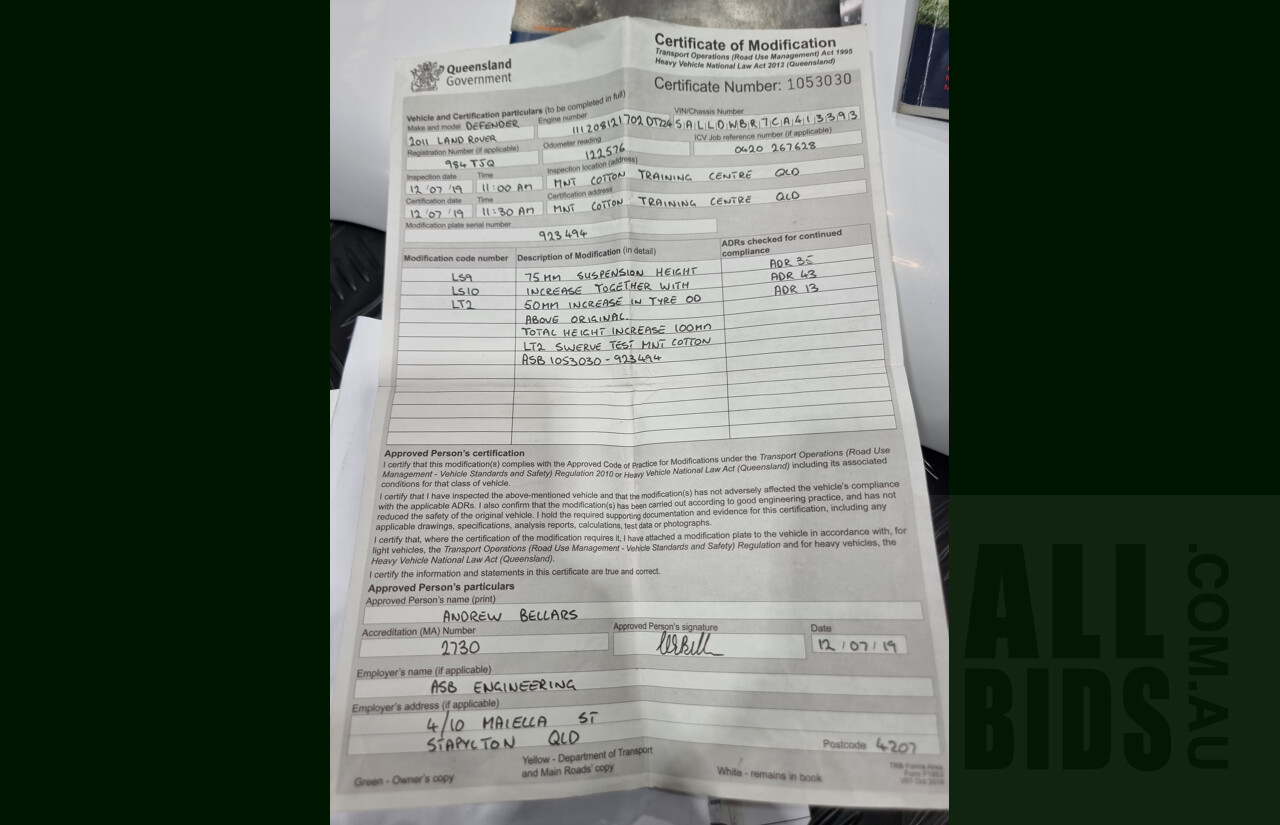 Queensland
Government
Certificate of Modification
Transport Operations (Road Use Management) Act 1995
Heavy Vehicle National Law Act 2012 (Queensland)
Certificate Number: 1053030
Vehicle and Certification particulars (to be completed in full)
Make and model DEFENDER
2011 LAND ROVER
Engine number
111208121702DT224
VIN/Chassis Number
SALLDWBR7CA413393
Registration Number (if applicable)
984 TJQ
Odometer reading
122576
ICV Job reference number (if applicable)
0420 267628
Inspection date Time
12/07/19 11:00 AM
Inspection location (address)
MNT COTTON TRAINING CENTRE QLD
Certification date Time
12/07/19 11:30 AM
Certification address
MNT COTTON TRAINING CENTRE QLD
Modification plate serial number
923494
Modification code number Description of Modification (in detail) ADRs checked for continued compliance
LS9 75MM SUSPENSION HEIGHT ADR 35
LS10 INCREASE TOGETHER WITH ADR 43
LT2 50MM INCREASE IN TYRE OD ADR 13
ABOVE ORIGINAL.
TOTAL HEIGHT INCREASE 100MM
LT2 SWERVE TEST MNT COTTON
ASB 1053030 - 923494
Approved Person's certification
I certify that this modification(s) complies with the Approved Code of Practice for Modifications under the Transport Operations (Road Use
Management - Vehicle Standards and Safety) Regulation 2010 or Heavy Vehicle National Law Act (Queensland) including its associated
conditions for that class of vehicle.
I certify that I have inspected the above-mentioned vehicle and that the modification(s) has not adversely affected the vehicle's compliance
with the applicable ADRs. I also confirm that the modification(s) has been carried out according to good engineering practice, and has not
reduced the safety of the original vehicle. I hold the required supporting documentation and evidence for this certification, including any
applicable drawings, specifications, analysis reports, calculations, test data or photographs.
I certify that, where the certification of the modification requires it, I have attached a modification plate to the vehicle in accordance with, for
light vehicles, the Transport Operations (Road Use Management - Vehicle Standards and Safety) Regulation and for heavy vehicles, the
Heavy Vehicle National Law Act (Queensland).
I certify the information and statements in this certificate are true and correct.
Approved Person's particulars
Approved Person's name (print)
ANDREW BELLARS
Accreditation (MA) Number
2730
Approved Person's signature
Date
12/07/19
Employer's name (if applicable)
ASB ENGINEERING
Employer's address (if applicable)
4/10 MAIELLA ST
STAPYLTON QLD
Postcode 4207
Green - Owner's copy
Yellow - Department of Transport
and Main Roads' copy
White - remains in book
ALL
BIDS
.COM.AU